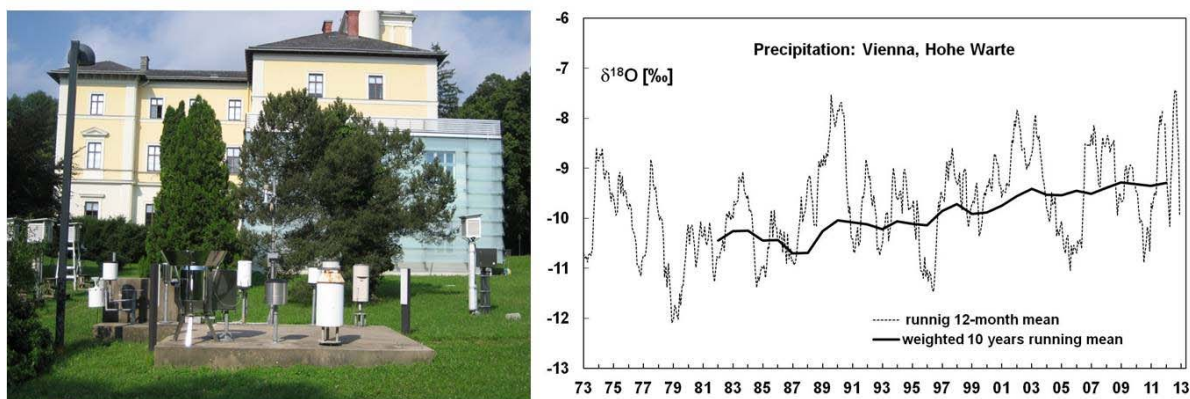 Precipitation: Vienna, Hohe Warte
δ¹⁸O [‰]
-6
-7
-8
-9
-10
-11
-12
-13
runnig 12-month mean
weighted 10 years running mean
73 75 77 79 81 83 85 87 89 91 93 95 97 99 01 03 05 07 09 11 13